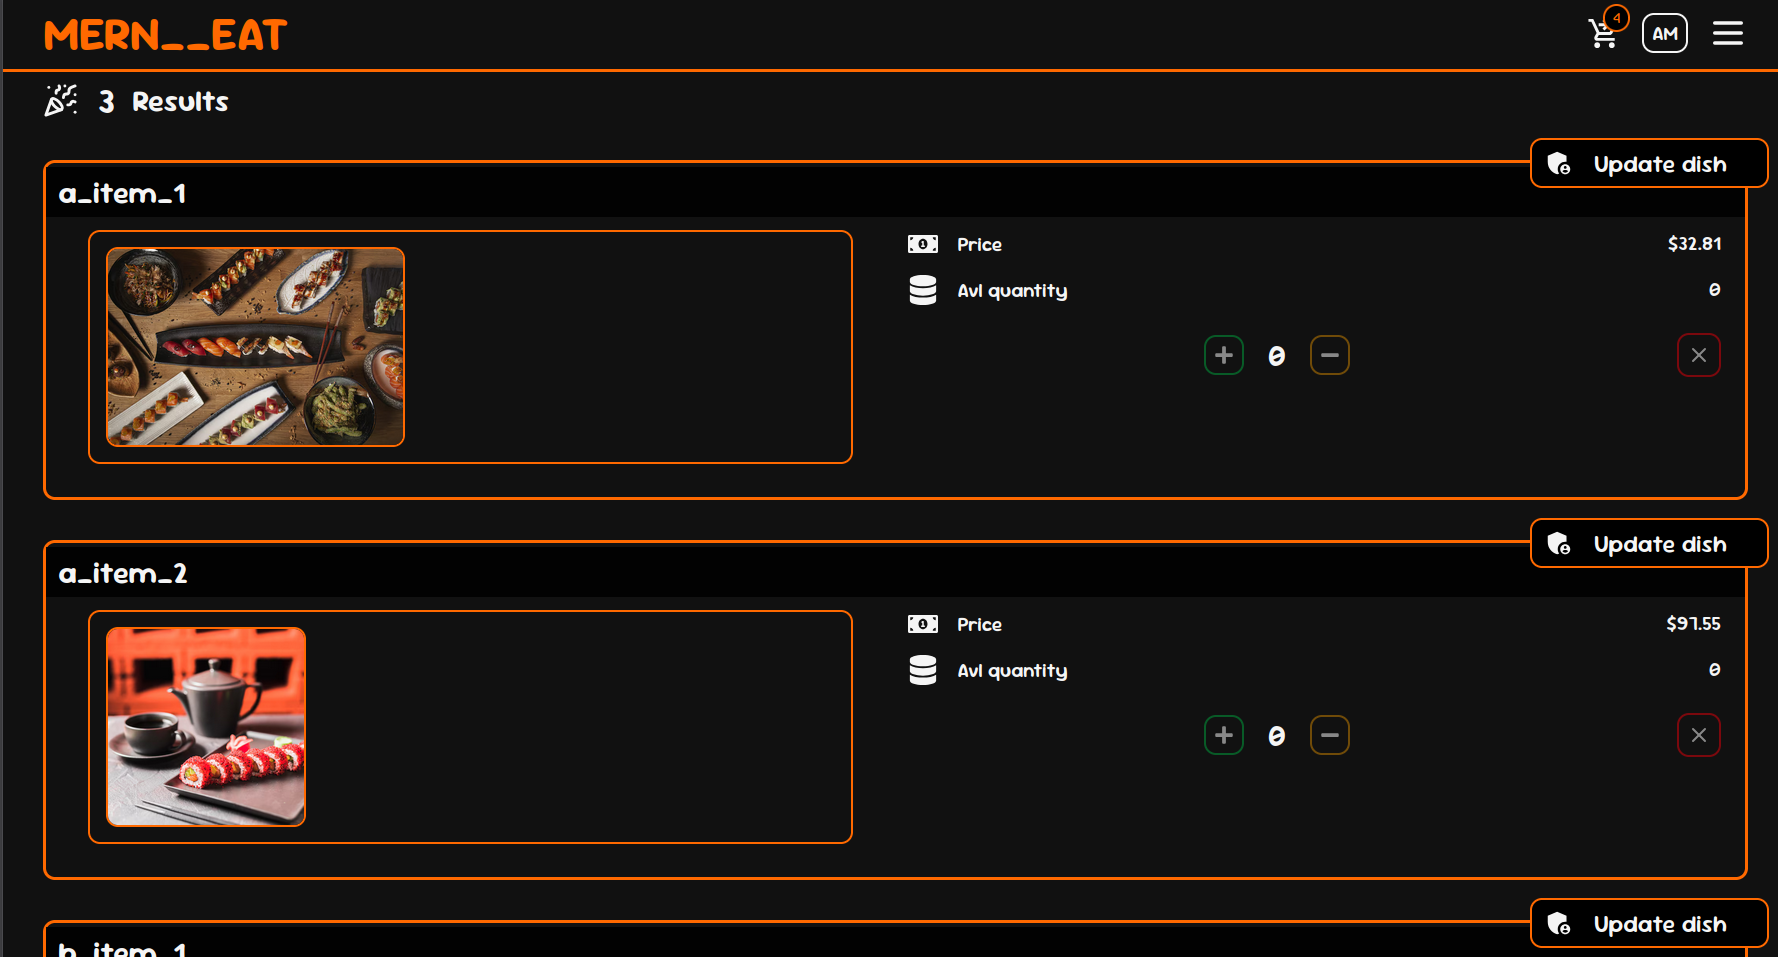 MERN__EAT
4
AM
3 Results
Update dish
a_item_1
Price
$32.81
Avl quantity
0
0
Update dish
a_item_2
Price
$97.55
Avl quantity
0
0
Update dish
b_item_1